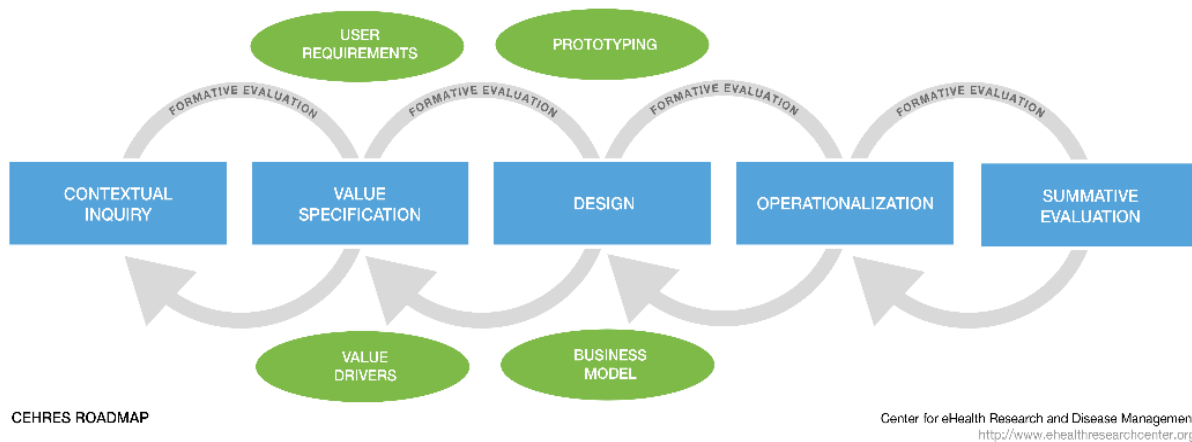 USER
REQUIREMENTS
PROTOTYPING
FORMATIVE EVALUATION
FORMATIVE EVALUATION
FORMATIVE EVALUATION
FORMATIVE EVALUATION
CONTEXTUAL
INQUIRY
VALUE
SPECIFICATION
DESIGN
OPERATIONALIZATION
SUMMATIVE
EVALUATION
VALUE
DRIVERS
BUSINESS
MODEL
CEHRES ROADMAP
Center for eHealth Research and Disease Managemen
http://www.ehealthresearchcenter.org